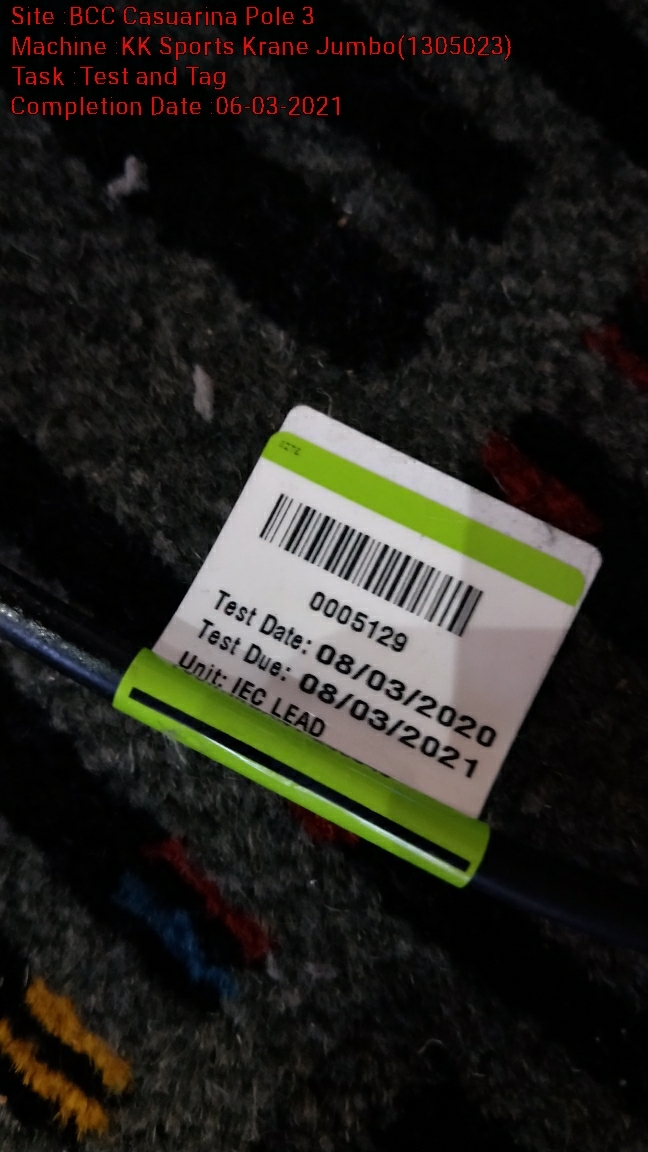 Site :BCC Casuarina Pole 3
Machine :KK Sports Krane Jumbo(1305023)
Task :Test and Tag
Completion Date :06-03-2021
0005129
Test Date: 08/03/2020
Test Due: 08/03/2021
Unit: IEC LEAD